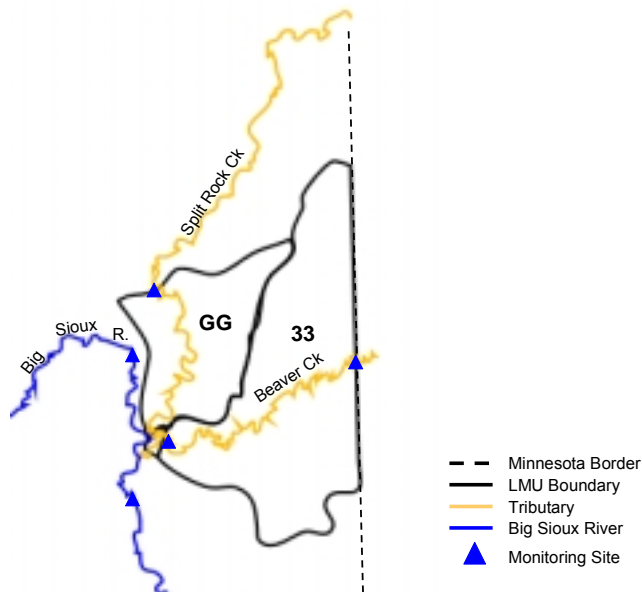 Split Rock Ck
GG
33
Big Sioux R.
Beaver Ck
Minnesota Border
LMU Boundary
Tributary
Big Sioux River
Monitoring Site